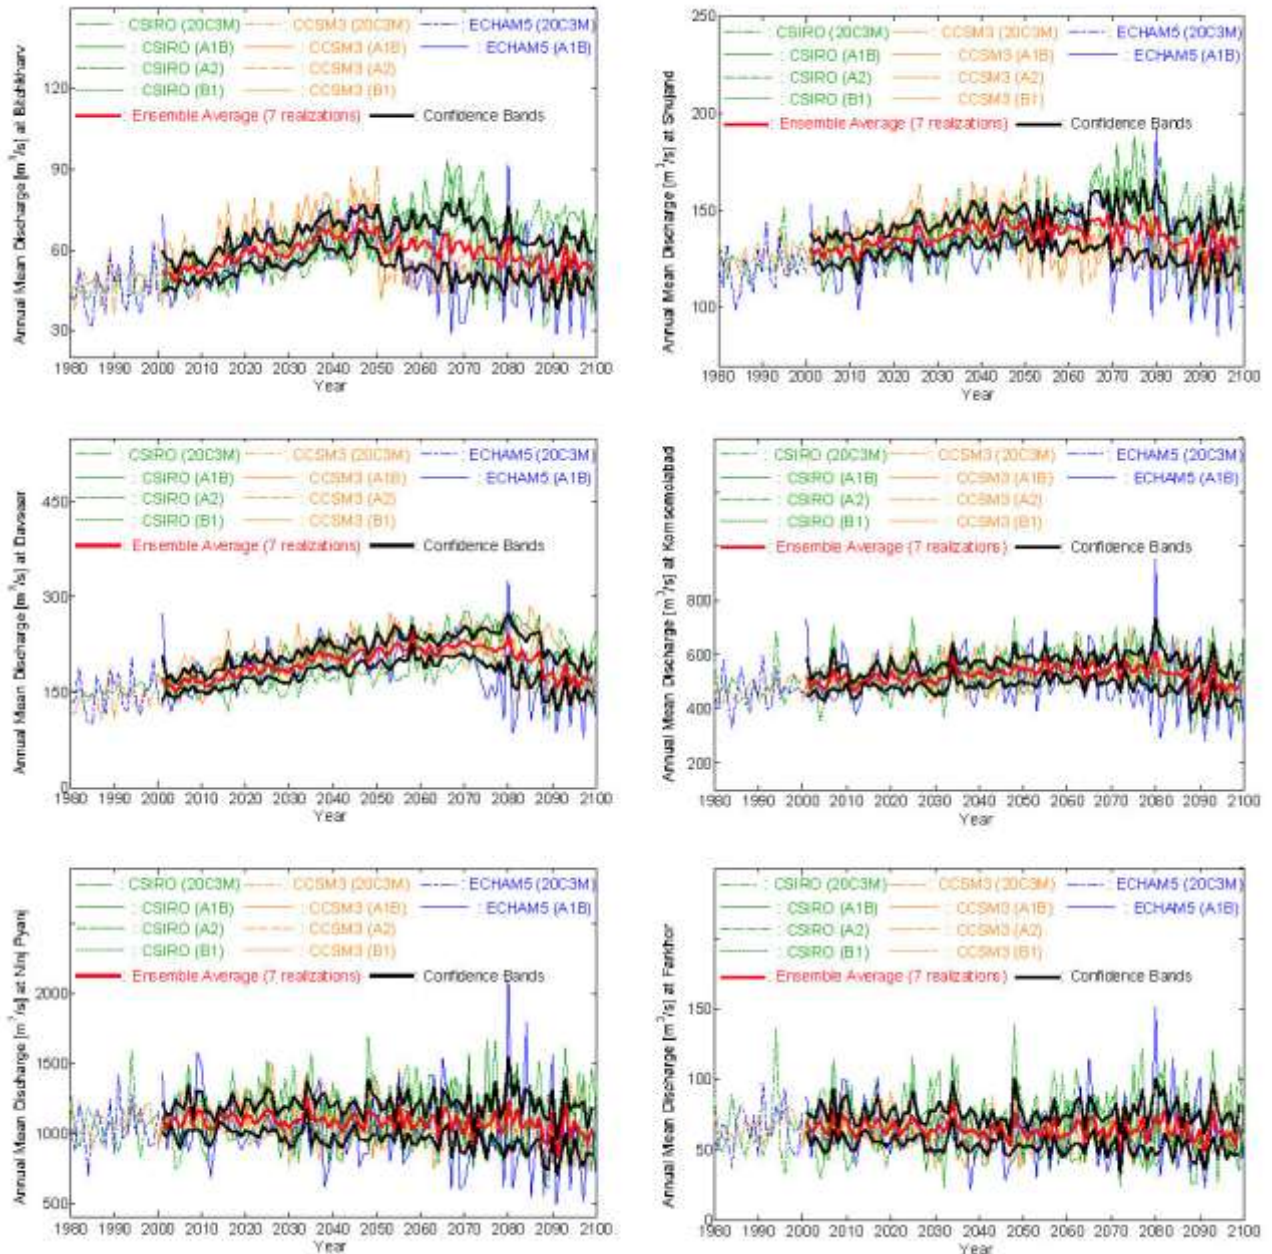 Annual Mean Discharge [m³/s] at Bitchkharv
: CSIRO (20C3M) : CCSM3 (20C3M) : ECHAM5 (20C3M)
: CSIRO (A1B) : CCSM3 (A1B) : ECHAM5 (A1B)
: CSIRO (A2) : CCSM3 (A2)
: CSIRO (B1) : CCSM3 (B1)
: Ensemble Average (7 realizations) : Confidence Bands
120
90
60
30
1980 1990 2000 2010 2020 2030 2040 2050 2060 2070 2080 2090 2100
Year
Annual Mean Discharge [m³/s] at Shujand
: CSIRO (20C3M) : CCSM3 (20C3M) : ECHAM5 (20C3M)
: CSIRO (A1B) : CCSM3 (A1B) : ECHAM5 (A1B)
: CSIRO (A2) : CCSM3 (A2)
: CSIRO (B1) : CCSM3 (B1)
: Ensemble Average (7 realizations) : Confidence Bands
250
200
150
100
1980 1990 2000 2010 2020 2030 2040 2050 2060 2070 2080 2090 2100
Year
Annual Mean Discharge [m³/s] at Davsear
: CSIRO (20C3M) : CCSM3 (20C3M) : ECHAM5 (20C3M)
: CSIRO (A1B) : CCSM3 (A1B) : ECHAM5 (A1B)
: CSIRO (A2) : CCSM3 (A2)
: CSIRO (B1) : CCSM3 (B1)
: Ensemble Average (7 realizations) : Confidence Bands
450
300
150
0
1980 1990 2000 2010 2020 2030 2040 2050 2060 2070 2080 2090 2100
Year
Annual Mean Discharge [m³/s] at Komsomolabad
: CSIRO (20C3M) : CCSM3 (20C3M) : ECHAM5 (20C3M)
: CSIRO (A1B) : CCSM3 (A1B) : ECHAM5 (A1B)
: CSIRO (A2) : CCSM3 (A2)
: CSIRO (B1) : CCSM3 (B1)
: Ensemble Average (7 realizations) : Confidence Bands
800
600
400
200
1980 1990 2000 2010 2020 2030 2040 2050 2060 2070 2080 2090 2100
Year
Annual Mean Discharge [m³/s] at Ninj Pyanj
: CSIRO (20C3M) : CCSM3 (20C3M) : ECHAM5 (20C3M)
: CSIRO (A1B) : CCSM3 (A1B) : ECHAM5 (A1B)
: CSIRO (A2) : CCSM3 (A2)
: CSIRO (B1) : CCSM3 (B1)
: Ensemble Average (7 realizations) : Confidence Bands
2000
1500
1000
500
1980 1990 2000 2010 2020 2030 2040 2050 2060 2070 2080 2090 2100
Year
Annual Mean Discharge [m³/s] at Farkhor
: CSIRO (20C3M) : CCSM3 (20C3M) : ECHAM5 (20C3M)
: CSIRO (A1B) : CCSM3 (A1B) : ECHAM5 (A1B)
: CSIRO (A2) : CCSM3 (A2)
: CSIRO (B1) : CCSM3 (B1)
: Ensemble Average (7 realizations) : Confidence Bands
150
100
50
0
1980 1990 2000 2010 2020 2030 2040 2050 2060 2070 2080 2090 2100
Year